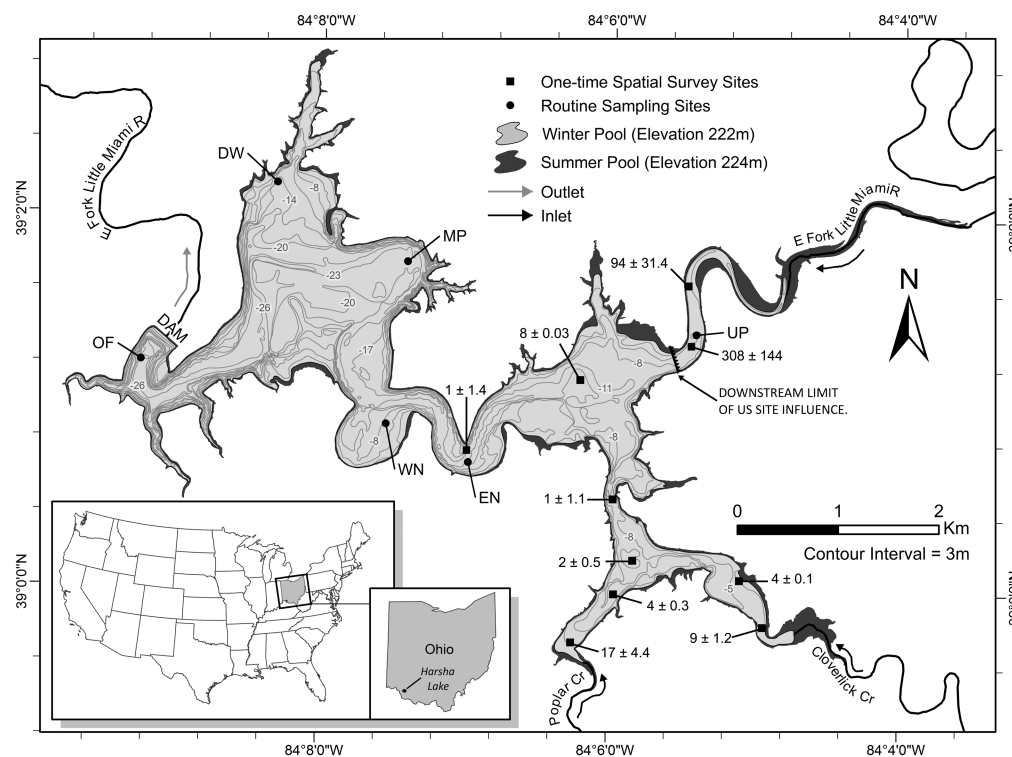 84°8'0"W
84°6'0"W
84°4'0"W
One-time Spatial Survey Sites
Routine Sampling Sites
Winter Pool (Elevation 222m)
Summer Pool (Elevation 224m)
Outlet
Inlet
E Fork Little Miami R
DW
-8
-14
39°2'0"N
MP
E Fork Little MiamiR
-20
-23
94 ± 31.4
N
-20
-26
DAM
UP
OF
8 ± 0.03
-17
308 ± 144
-8
-26
-11
1 ± 1.4
DOWNSTREAM LIMIT
OF US SITE INFLUENCE.
-8
-8
WN
EN
1 ± 1.1
0 1 2
Km
-8
Contour Interval = 3m
2 ± 0.5
4 ± 0.1
39°0'0"N
-5
4 ± 0.3
9 ± 1.2
17 ± 4.4
Ohio
Harsha
Lake
Poplar Cr
Cloverlick Cr
84°8'0"W
84°6'0"W
84°4'0"W